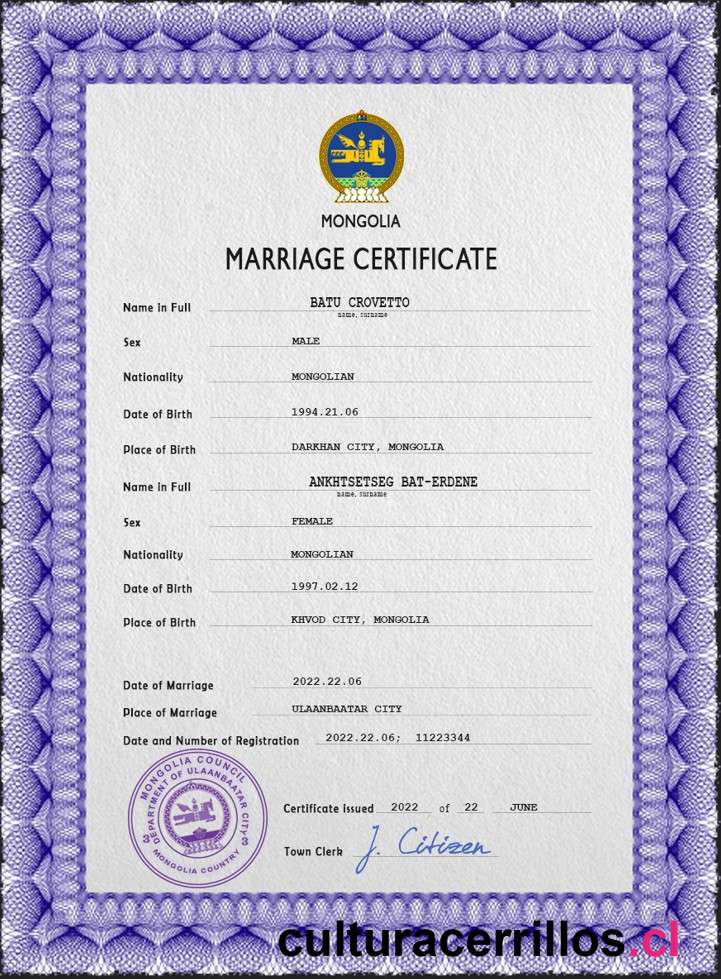 MONGOLIA
MARRIAGE CERTIFICATE
Name in Full BATU CROVETTO
name, surname
Sex MALE
Nationality MONGOLIAN
Date of Birth 1994.21.06
Place of Birth DARKHAN CITY, MONGOLIA
Name in Full ANKHTSETSEG BAT-ERDENE
name, surname
Sex FEMALE
Nationality MONGOLIAN
Date of Birth 1997.02.12
Place of Birth KHVOD CITY, MONGOLIA
Date of Marriage 2022.22.06
Place of Marriage ULAANBAATAR CITY
Date and Number of Registration 2022.22.06; 11223344
MONGOLIA COUNCIL
DEPARTMENT OF ULAANBAATAR CITY
3 3
MONGOLIA COUNTRY
Certificate issued 2022 of 22 JUNE
Town Clerk J. Citizen
culturacerrillos.cl